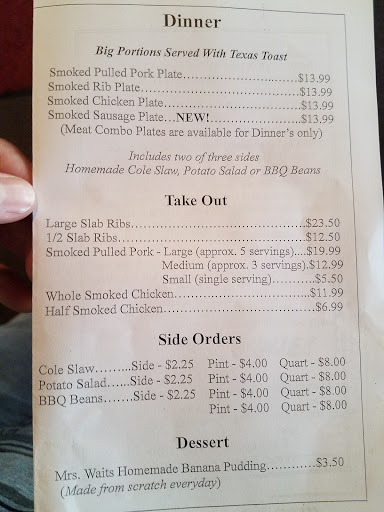 Dinner
Big Portions Served With Texas Toast
Smoked Pulled Pork Plate..............................$13.99
Smoked Rib Plate..........................................$13.99
Smoked Chicken Plate...................................$13.99
Smoked Sausage Plate…NEW!.......................$13.99
(Meat Combo Plates are available for Dinner's only)
Includes two of three sides
Homemade Cole Slaw, Potato Salad or BBQ Beans
Take Out
Large Slab Ribs............................................$23.50
1/2 Slab Ribs................................................$12.50
Smoked Pulled Pork - Large (approx. 5 servings)....$19.99
Medium (approx. 3 servings).$12.99
Small (single serving)............$5.50
Whole Smoked Chicken.................................$11.99
Half Smoked Chicken....................................$6.99
Side Orders
Cole Slaw.........Side - $2.25 Pint - $4.00 Quart - $8.00
Potato Salad......Side - $2.25 Pint - $4.00 Quart - $8.00
BBQ Beans.......Side - $2.25 Pint - $4.00 Quart - $8.00
Pint - $4.00 Quart - $8.00
Dessert
Mrs. Waits Homemade Banana Pudding............$3.50
(Made from scratch everyday)